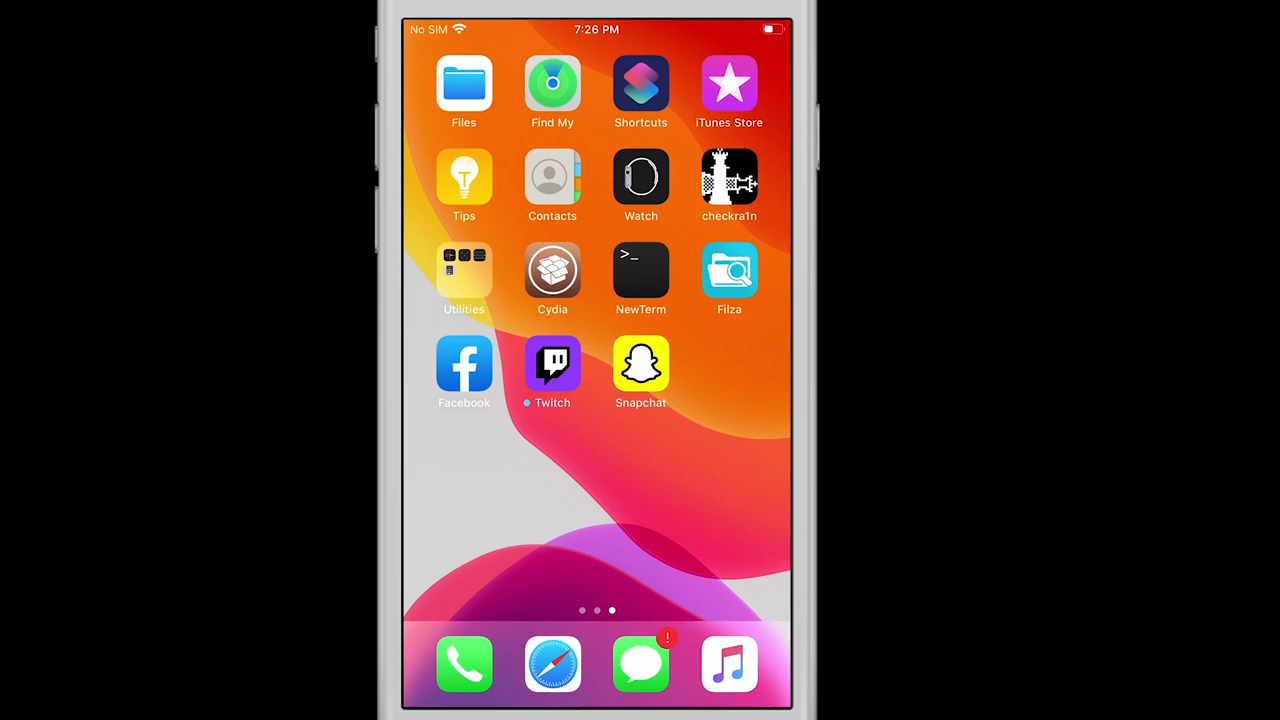 No SIM 7:26 PM
Files Find My Shortcuts iTunes Store
Tips Contacts Watch checkra1n
>_
Utilities Cydia NewTerm Filza
Facebook Twitch Snapchat
!